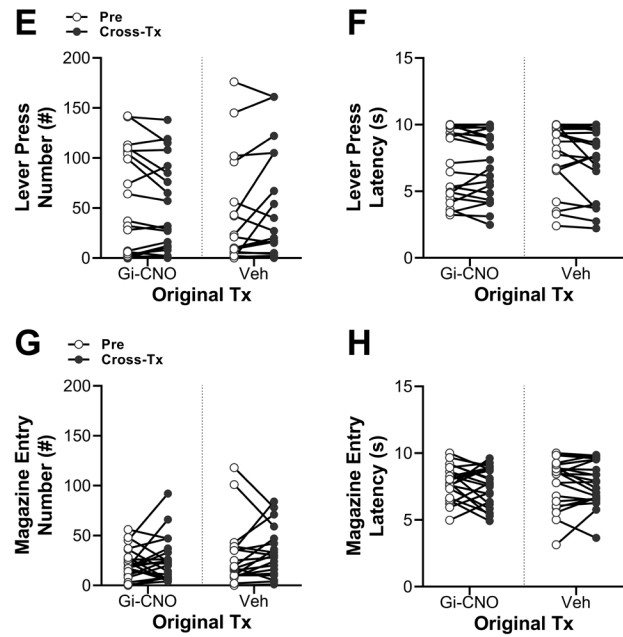 E
Pre
Cross-Tx
Lever Press
Number (#)
200
150
100
50
0
Gi-CNO
Veh
Original Tx
F
Lever Press
Latency (s)
15
10
5
0
Gi-CNO
Veh
Original Tx
G
Pre
Cross-Tx
Magazine Entry
Number (#)
200
150
100
50
0
Gi-CNO
Veh
Original Tx
H
Magazine Entry
Latency (s)
15
10
5
0
Gi-CNO
Veh
Original Tx